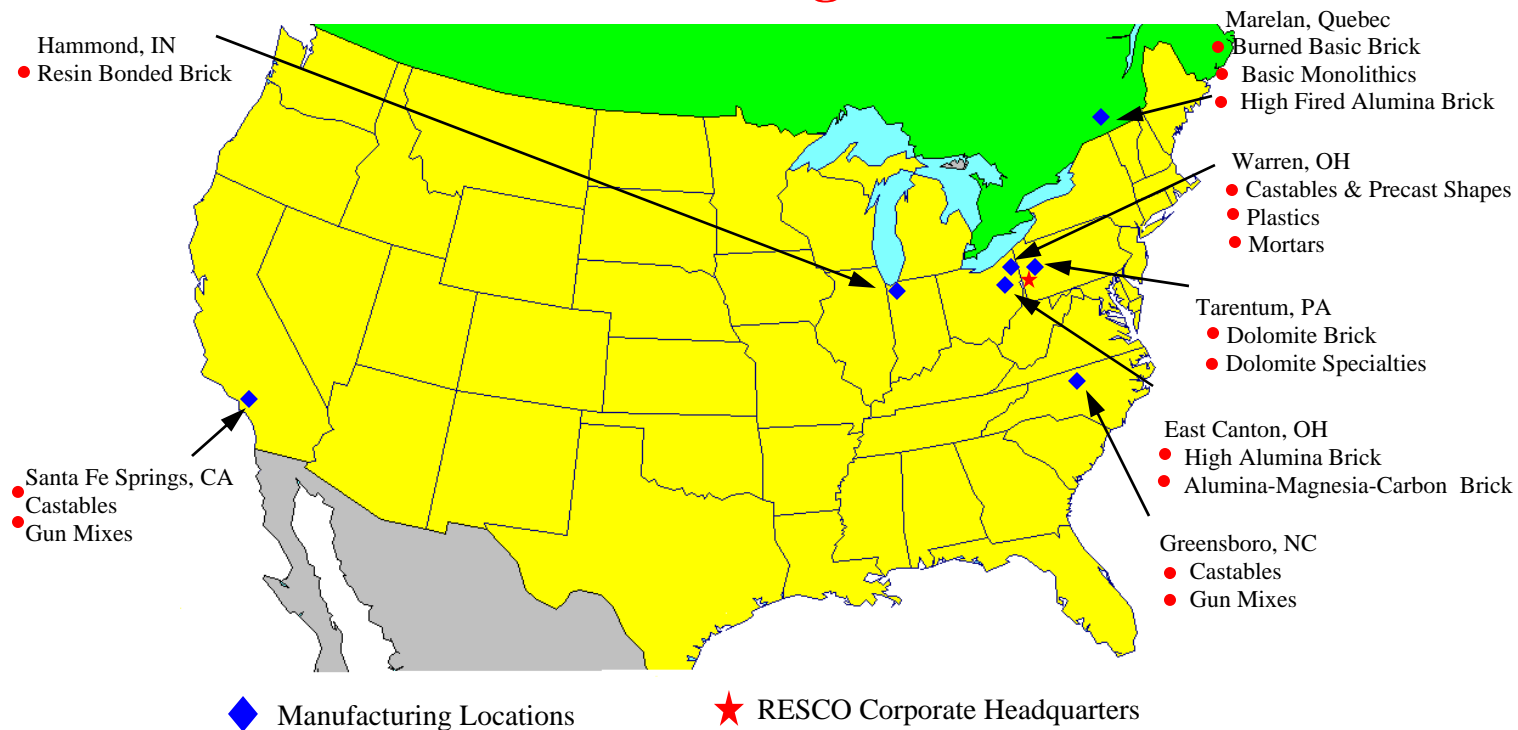 Hammond, IN
Resin Bonded Brick
Marelan, Quebec
Burned Basic Brick
Basic Monolithics
High Fired Alumina Brick
Warren, OH
Castables & Precast Shapes
Plastics
Mortars
Tarentum, PA
Dolomite Brick
Dolomite Specialties
East Canton, OH
High Alumina Brick
Alumina-Magnesia-Carbon Brick
Santa Fe Springs, CA
Castables
Gun Mixes
Greensboro, NC
Castables
Gun Mixes
Manufacturing Locations
RESCO Corporate Headquarters